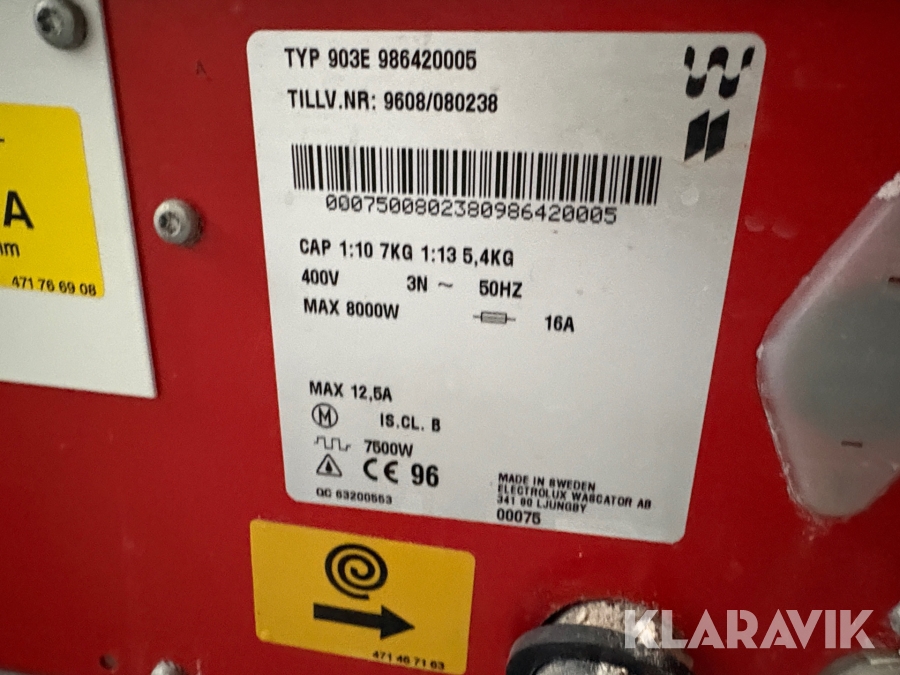 TYP 903E 986420005
TILLV.NR: 9608/080238
0007500802380986420005
CAP 1:10 7KG 1:13 5,4KG
400V 3N ~ 50HZ
MAX 8000W 16A
MAX 12,5A
M IS.CL. B
7500W
CE 96
QC 63200553
MADE IN SWEDEN
ELECTROLUX WASCATOR AB
341 80 LJUNGBY
00075
A
471 76 69 08
471 46 71 63
KLARAVIK